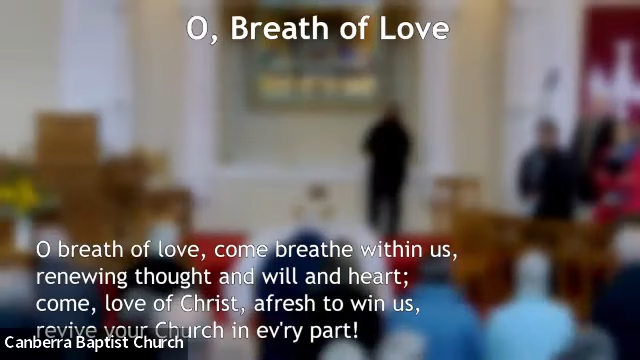 O, Breath of Love
O breath of love, come breathe within us,
renewing thought and will and heart;
come, love of Christ, afresh to win us,
revive your Church in ev'ry part!
Canberra Baptist Church